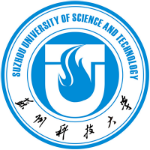 SUZHOU UNIVERSITY OF SCIENCE AND TECHNOLOGY
苏州科技大学